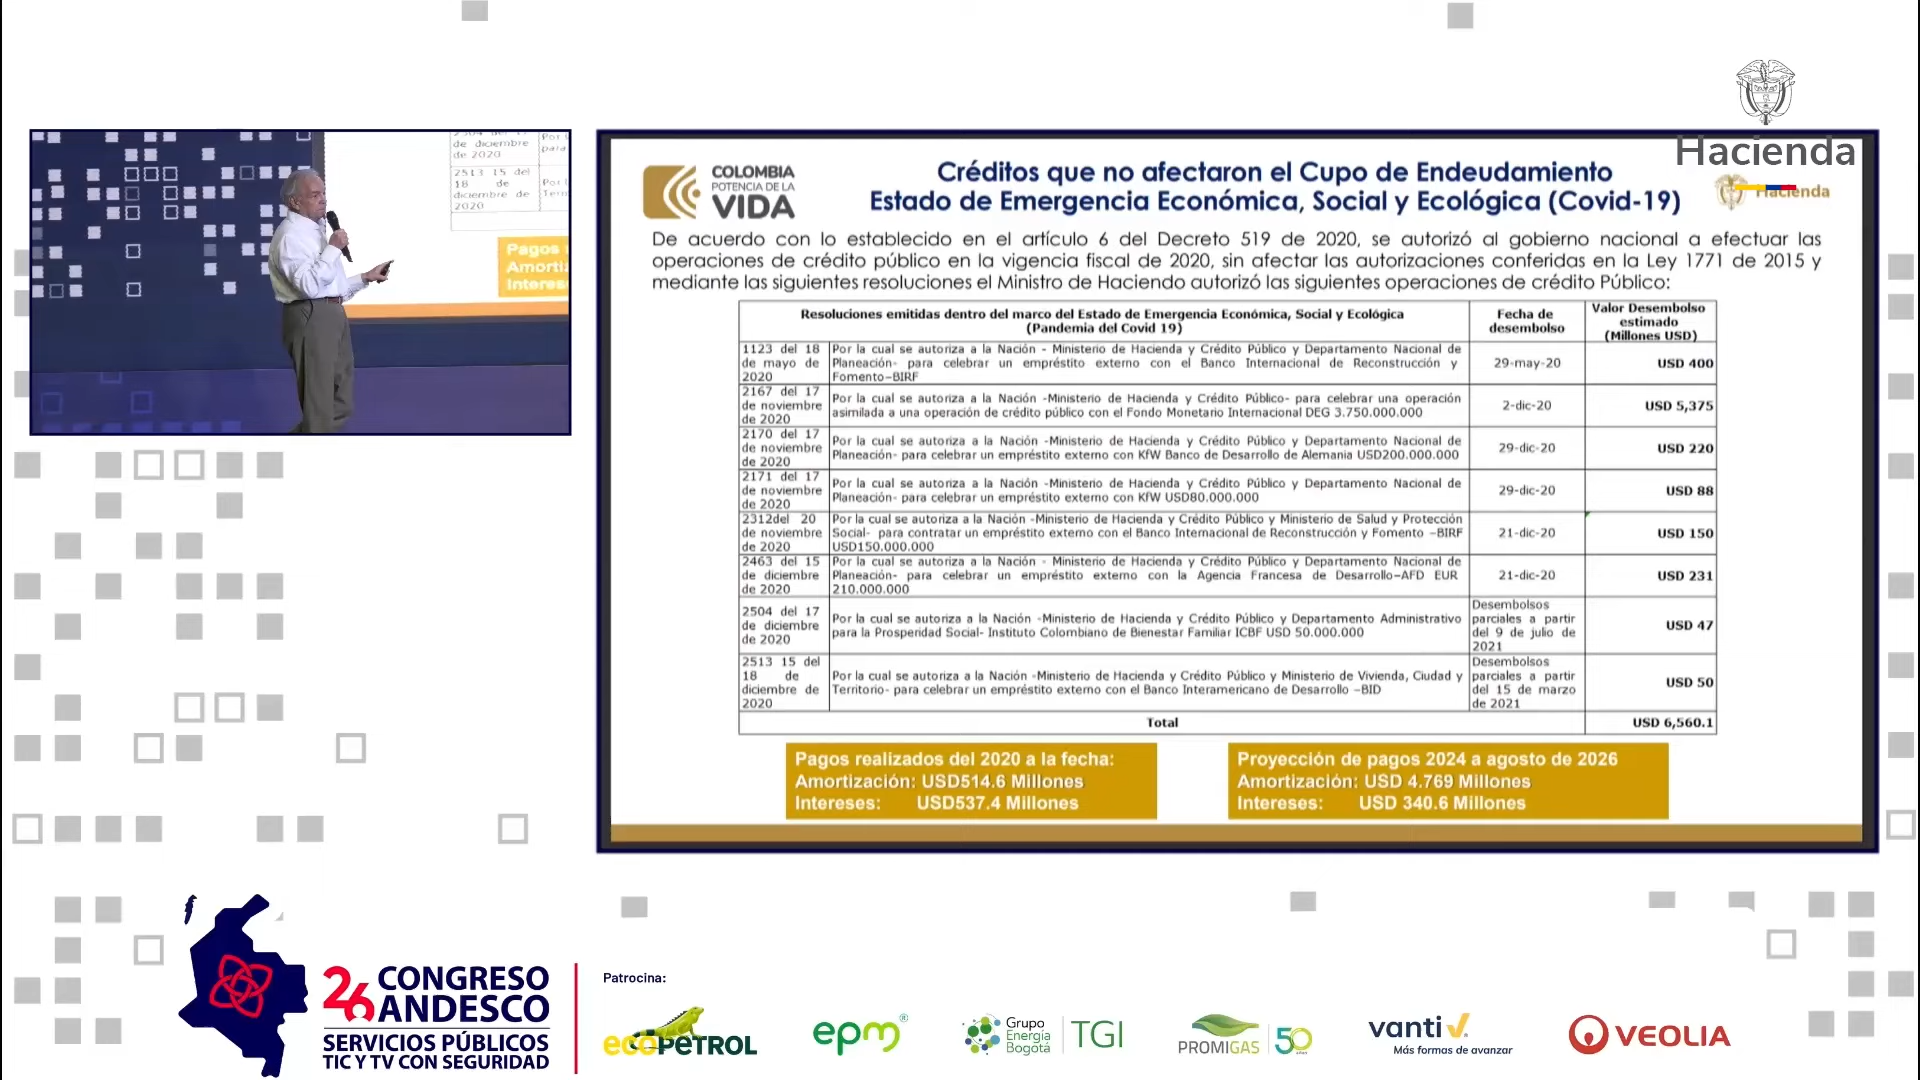 Hacienda
COLOMBIA
POTENCIA DE LA
VIDA
Créditos que no afectaron el Cupo de Endeudamiento
Estado de Emergencia Económica, Social y Ecológica (Covid-19)
Hacienda
De acuerdo con lo establecido en el artículo 6 del Decreto 519 de 2020, se autorizó al gobierno nacional a efectuar las
operaciones de crédito público en la vigencia fiscal de 2020, sin afectar las autorizaciones conferidas en la Ley 1771 de 2015 y
mediante las siguientes resoluciones el Ministro de Haciendo autorizó las siguientes operaciones de crédito Público:
Resoluciones emitidas dentro del marco del Estado de Emergencia Económica, Social y Ecológica
(Pandemia del Covid 19)
Fecha de
desembolso
Valor Desembolso
estimado
(Millones USD)
1123 del 18
de mayo de
2020
Por la cual se autoriza a la Nación - Ministerio de Hacienda y Crédito Público y Departamento Nacional de
Planeación- para celebrar un empréstito externo con el Banco Internacional de Reconstrucción y
Fomento–BIRF
29-may-20
USD 400
2167 del 17
de noviembre
de 2020
Por la cual se autoriza a la Nación -Ministerio de Hacienda y Crédito Público- para celebrar una operación
asimilada a una operación de crédito público con el Fondo Monetario Internacional DEG 3.750.000.000
2-dic-20
USD 5,375
2170 del 17
de noviembre
de 2020
Por la cual se autoriza a la Nación -Ministerio de Hacienda y Crédito Público y Departamento Nacional de
Planeación- para celebrar un empréstito externo con KfW Banco de Desarrollo de Alemania USD200.000.000
29-dic-20
USD 220
2171 del 17
de noviembre
de 2020
Por la cual se autoriza a la Nación -Ministerio de Hacienda y Crédito Público y Departamento Nacional de
Planeación- para celebrar un empréstito externo con KfW USD80.000.000
29-dic-20
USD 88
2312del 20
de noviembre
de 2020
Por la cual se autoriza a la Nación -Ministerio de Hacienda y Crédito Público y Ministerio de Salud y Protección
Social- para contratar un empréstito externo con el Banco Internacional de Reconstrucción y Fomento –BIRF
USD150.000.000
21-dic-20
USD 150
2463 del 15
de diciembre
de 2020
Por la cual se autoriza a la Nación - Ministerio de Hacienda y Crédito Público y Departamento Nacional de
Planeación- para celebrar un empréstito externo con la Agencia Francesa de Desarrollo–AFD EUR
210.000.000
21-dic-20
USD 231
2504 del 17
de diciembre
de 2020
Por la cual se autoriza a la Nación -Ministerio de Hacienda y Crédito Público y Departamento Administrativo
para la Prosperidad Social- Instituto Colombiano de Bienestar Familiar ICBF USD 50.000.000
Desembolsos
parciales a partir
del 9 de julio de
2021
USD 47
2513 15 del
18 de
diciembre de
2020
Por la cual se autoriza a la Nación -Ministerio de Hacienda y Crédito Público y Ministerio de Vivienda, Ciudad y
Territorio- para celebrar un empréstito externo con el Banco Interamericano de Desarrollo –BID
Desembolsos
parciales a partir
del 15 de marzo
de 2021
USD 50
Total
USD 6,560.1
Pagos realizados del 2020 a la fecha:
Amortización: USD514.6 Millones
Intereses: USD537.4 Millones
Proyección de pagos 2024 a agosto de 2026
Amortización: USD 4.769 Millones
Intereses: USD 340.6 Millones
de diciembre
de 2020
2513 15 del
18 de
diciembre de
2020
Pagos
26 CONGRESO
ANDESCO
SERVICIOS PÚBLICOS
TIC Y TV CON SEGURIDAD
Patrocina:
ecoPETROL
epm®
Grupo
Energía
Bogotá
TGI
PROMIGAS 50
vanti
Más formas de avanzar
VEOLIA